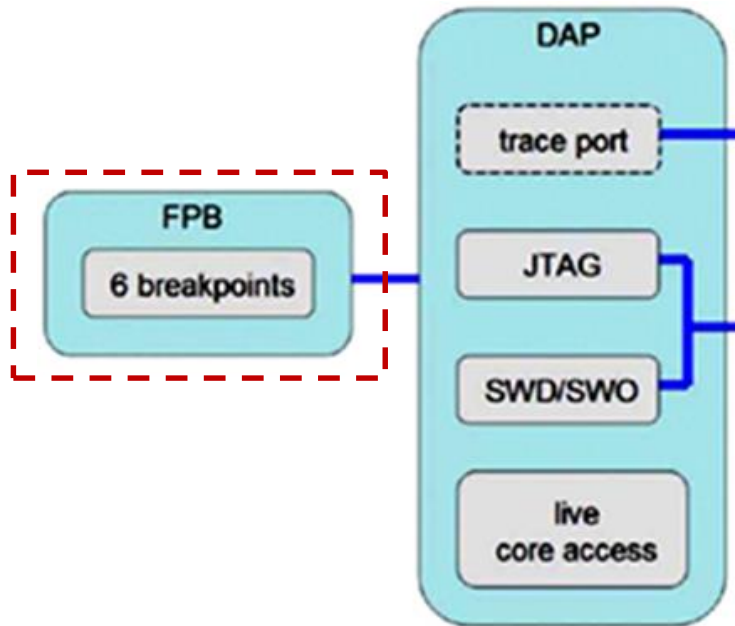 FPB
6 breakpoints
DAP
trace port
JTAG
SWD/SWO
live
core access